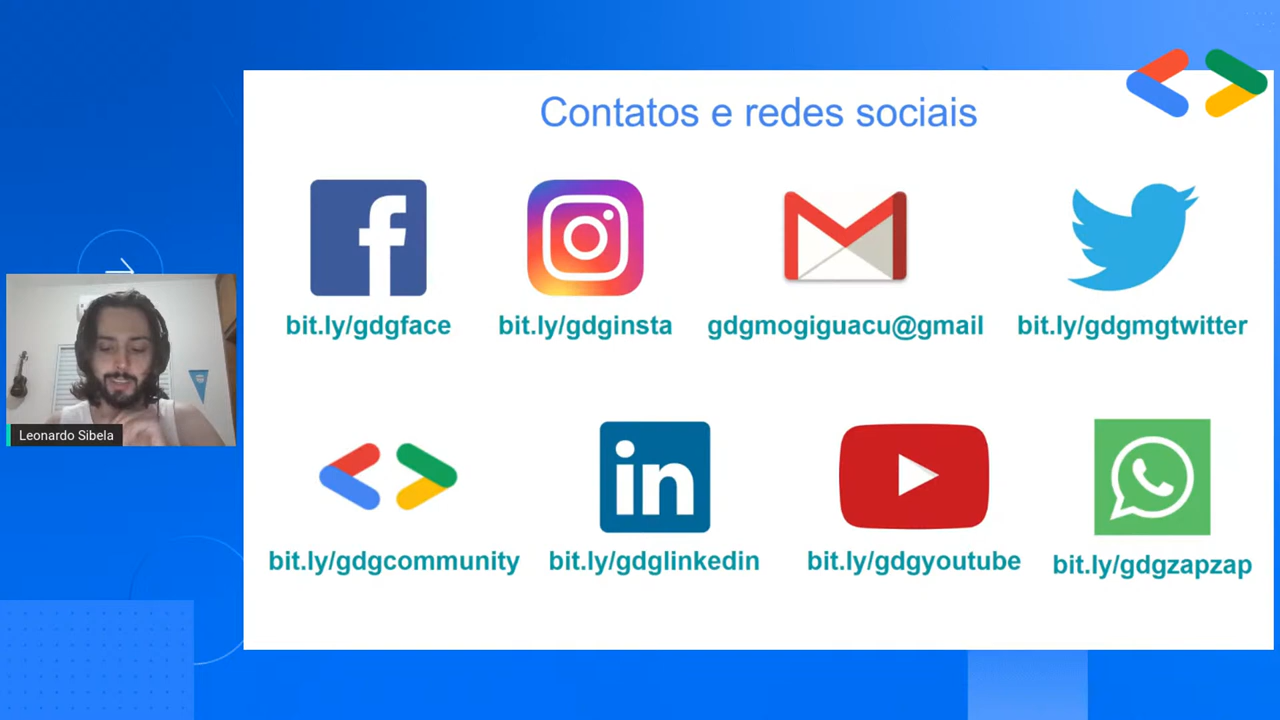 Contatos e redes sociais
bit.ly/gdgface
bit.ly/gdginsta
gdgmogiguacu@gmail
bit.ly/gdgmgtwitter
Leonardo Sibela
bit.ly/gdgcommunity
bit.ly/gdglinkedin
bit.ly/gdgyoutube
bit.ly/gdgzapzap